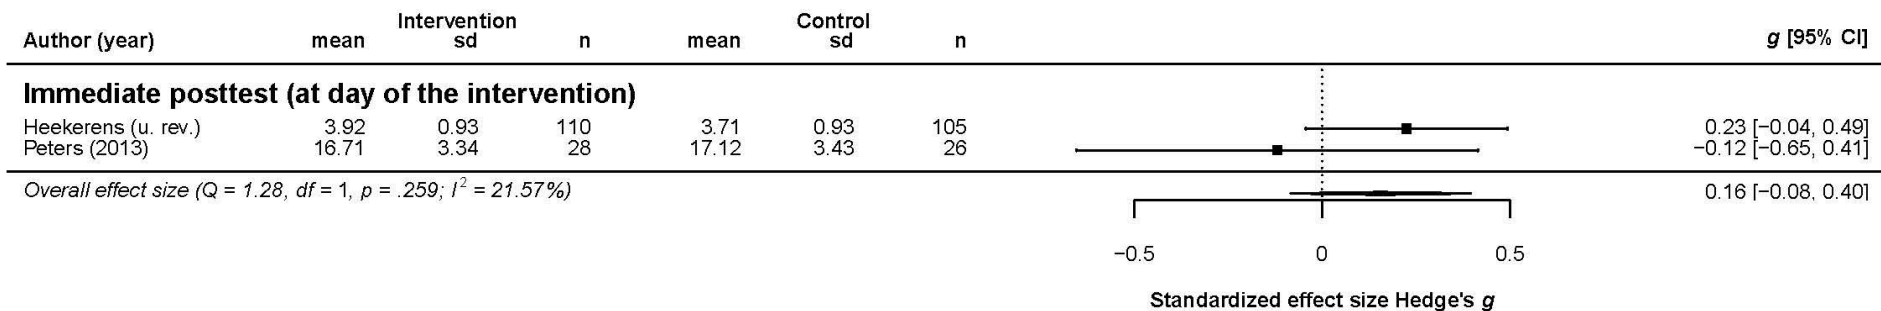 Intervention Control
Author (year) mean sd n mean sd n g [95% CI]
Immediate posttest (at day of the intervention)
Heekerens (u. rev.) 3.92 0.93 110 3.71 0.93 105 0.23 [−0.04, 0.49]
Peters (2013) 16.71 3.34 28 17.12 3.43 26 −0.12 [−0.65, 0.41]
Overall effect size (Q = 1.28, df = 1, p = .259; I² = 21.57%) 0.16 [−0.08, 0.40]
−0.5 0 0.5
Standardized effect size Hedge's g